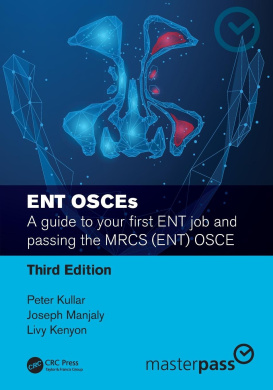 ENT OSCEs
A guide to your first ENT job and
passing the MRCS (ENT) OSCE
Third Edition
Peter Kullar
Joseph Manjaly
Livy Kenyon
CRC CRC Press
Taylor & Francis Group
masterpass